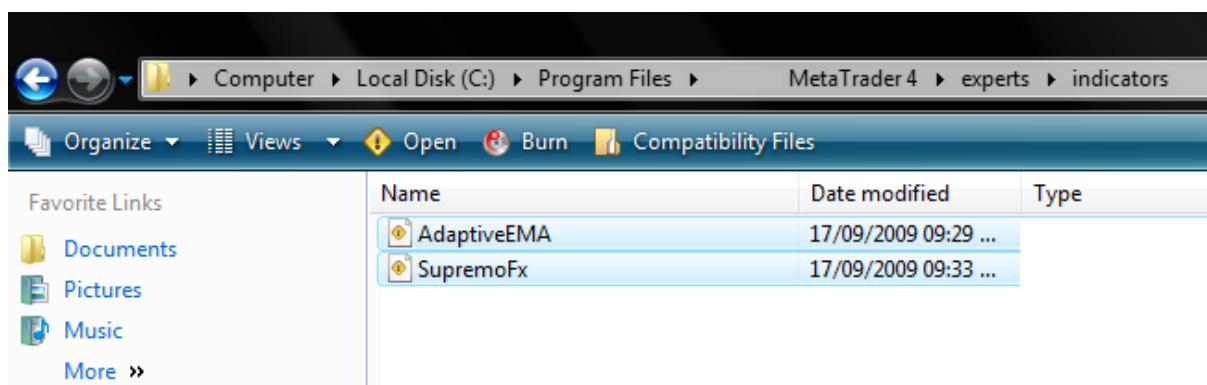 Computer Local Disk (C:) Program Files MetaTrader 4 experts indicators
Organize Views Open Burn Compatibility Files
Favorite Links
Documents
Pictures
Music
More »
Name Date modified Type
AdaptiveEMA 17/09/2009 09:29 ...
SupremoFx 17/09/2009 09:33 ...